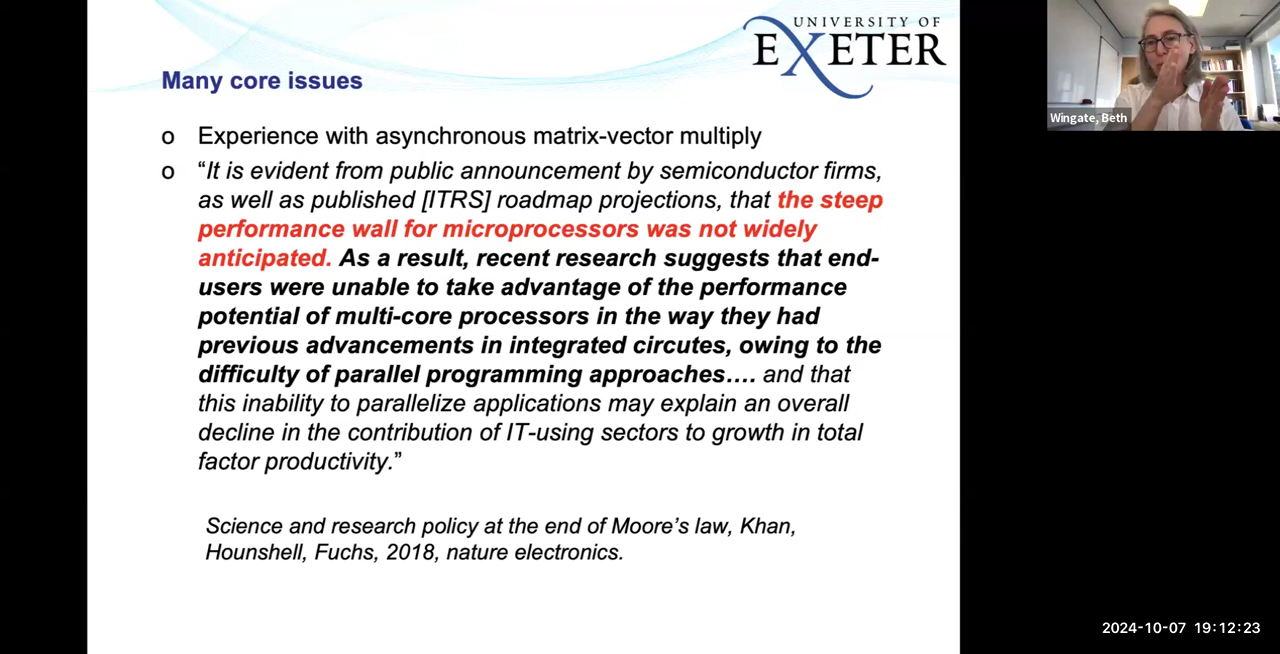 UNIVERSITY OF
EXETER
Many core issues
o Experience with asynchronous matrix-vector multiply
o “It is evident from public announcement by semiconductor firms,
as well as published [ITRS] roadmap projections, that the steep
performance wall for microprocessors was not widely
anticipated. As a result, recent research suggests that end-
users were unable to take advantage of the performance
potential of multi-core processors in the way they had
previous advancements in integrated circutes, owing to the
difficulty of parallel programming approaches…. and that
this inability to parallelize applications may explain an overall
decline in the contribution of IT-using sectors to growth in total
factor productivity.”
Science and research policy at the end of Moore’s law, Khan,
Hounshell, Fuchs, 2018, nature electronics.
Wingate, Beth
2024-10-07 19:12:23